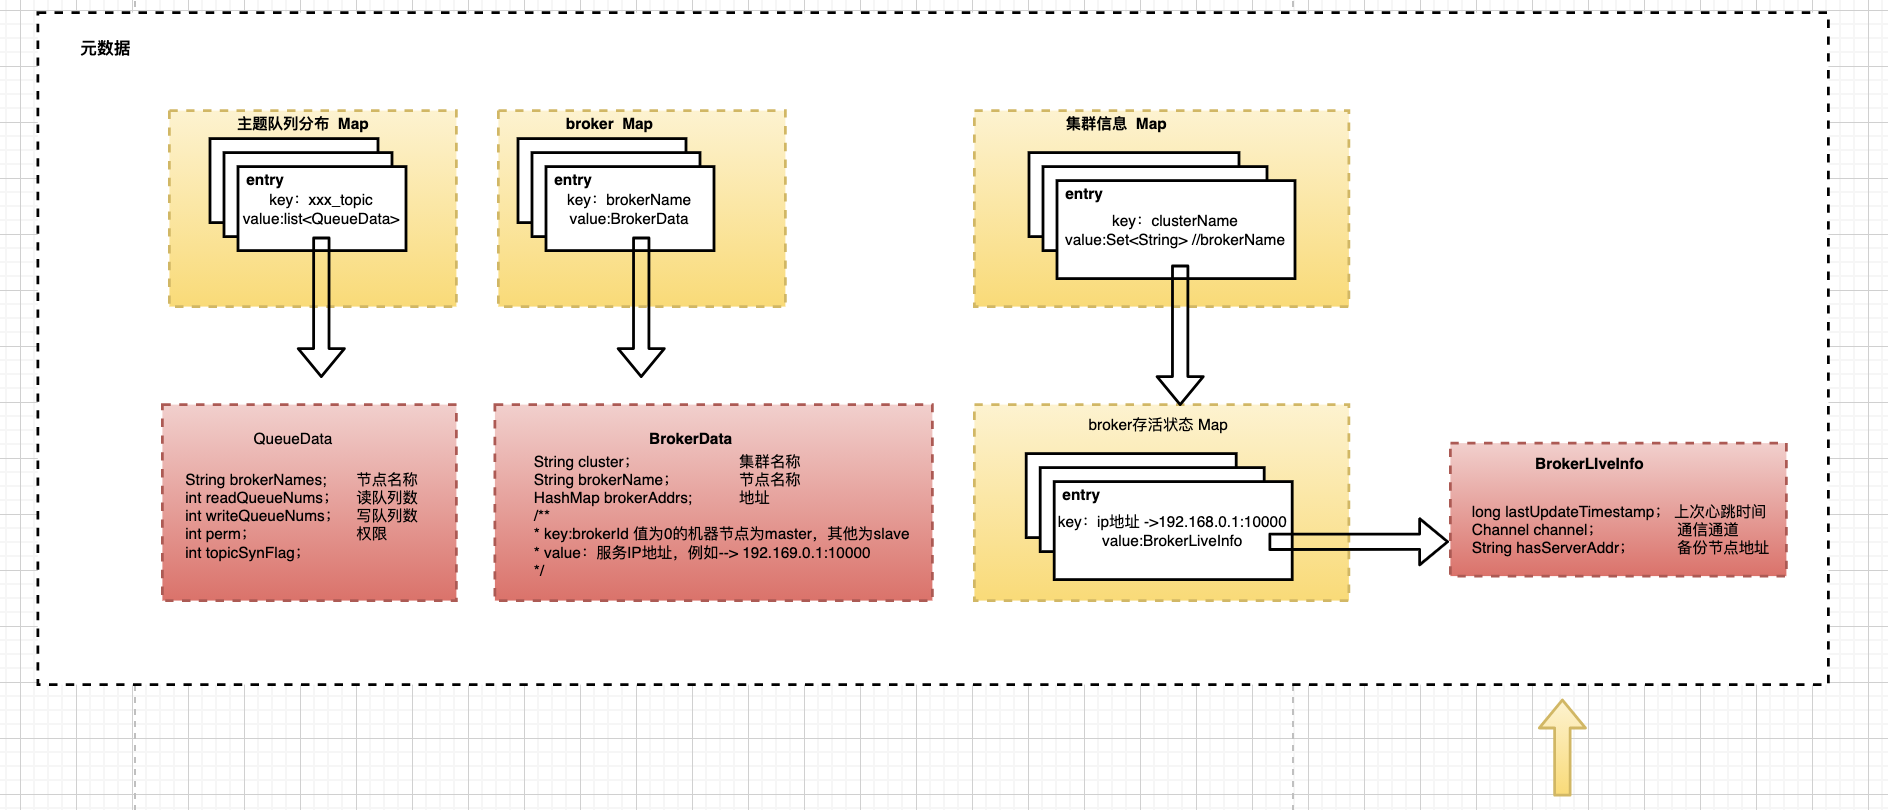 元数据
主题队列分布 Map
entry
key：xxx_topic
value:list<QueueData>
broker Map
entry
key：brokerName
value:BrokerData
集群信息 Map
entry
key：clusterName
value:Set<String> //brokerName
QueueData
String brokerNames; 节点名称
int readQueueNums； 读队列数
int writeQueueNums； 写队列数
int perm； 权限
int topicSynFlag；
BrokerData
String cluster； 集群名称
String brokerName； 节点名称
HashMap brokerAddrs; 地址
/**
* key:brokerId 值为0的机器节点为master，其他为slave
* value：服务IP地址，例如--> 192.169.0.1:10000
*/
broker存活状态 Map
entry
key：ip地址 ->192.168.0.1:10000
value:BrokerLiveInfo
BrokerLIveInfo
long lastUpdateTimestamp； 上次心跳时间
Channel channel； 通信通道
String hasServerAddr； 备份节点地址